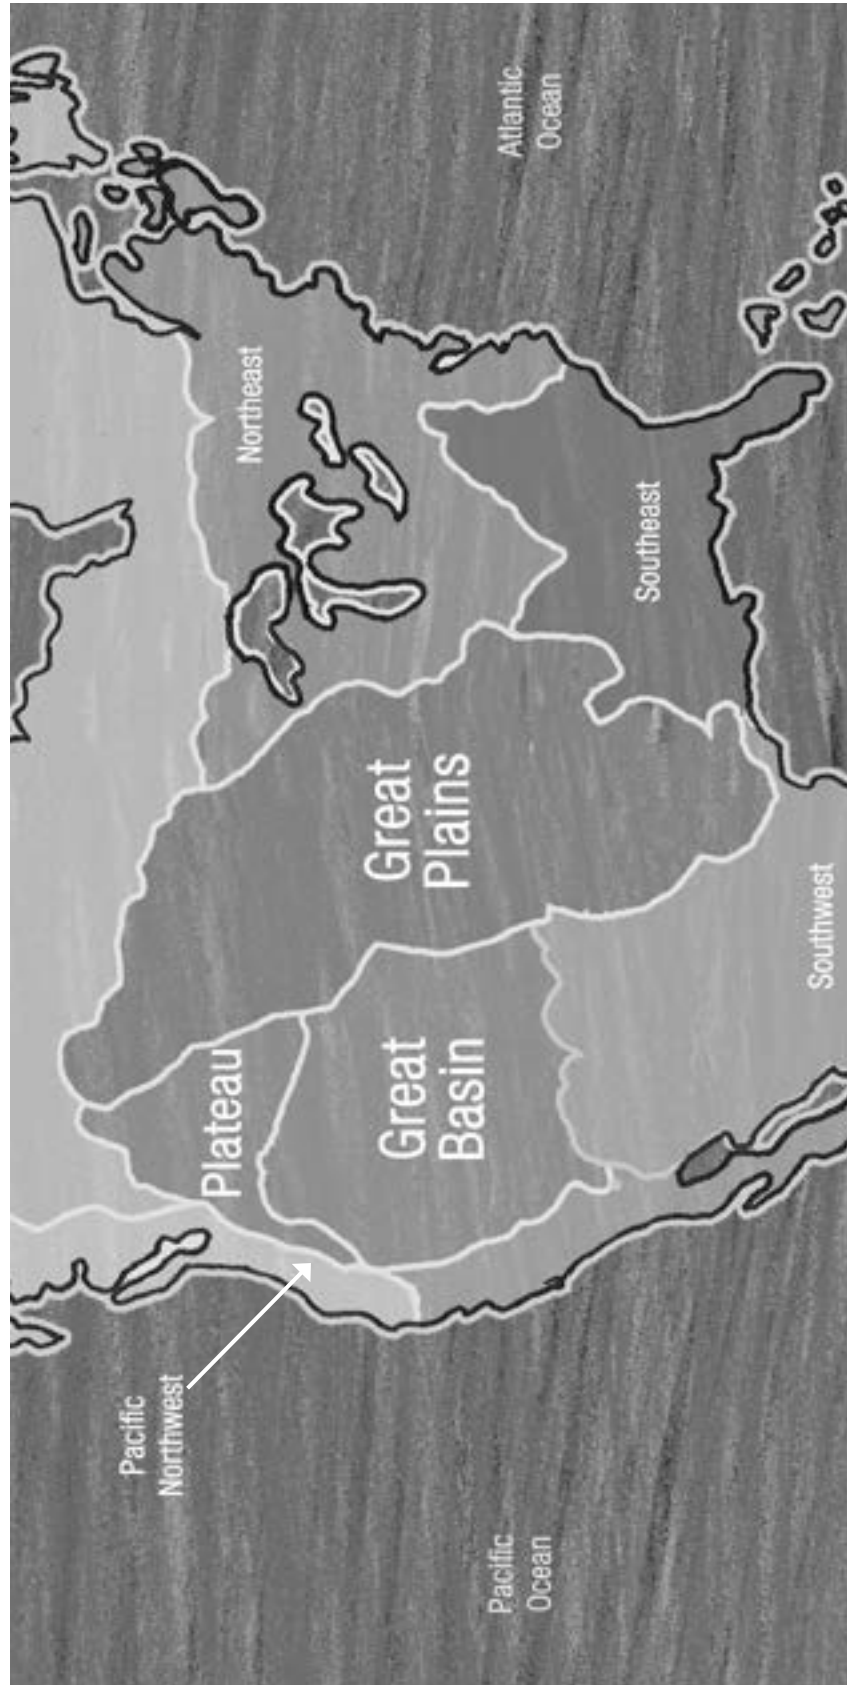 Pacific
Northwest
Plateau
Northeast
Great
Basin
Great
Plains
Pacific
Ocean
Atlantic
Ocean
Southeast
Southwest